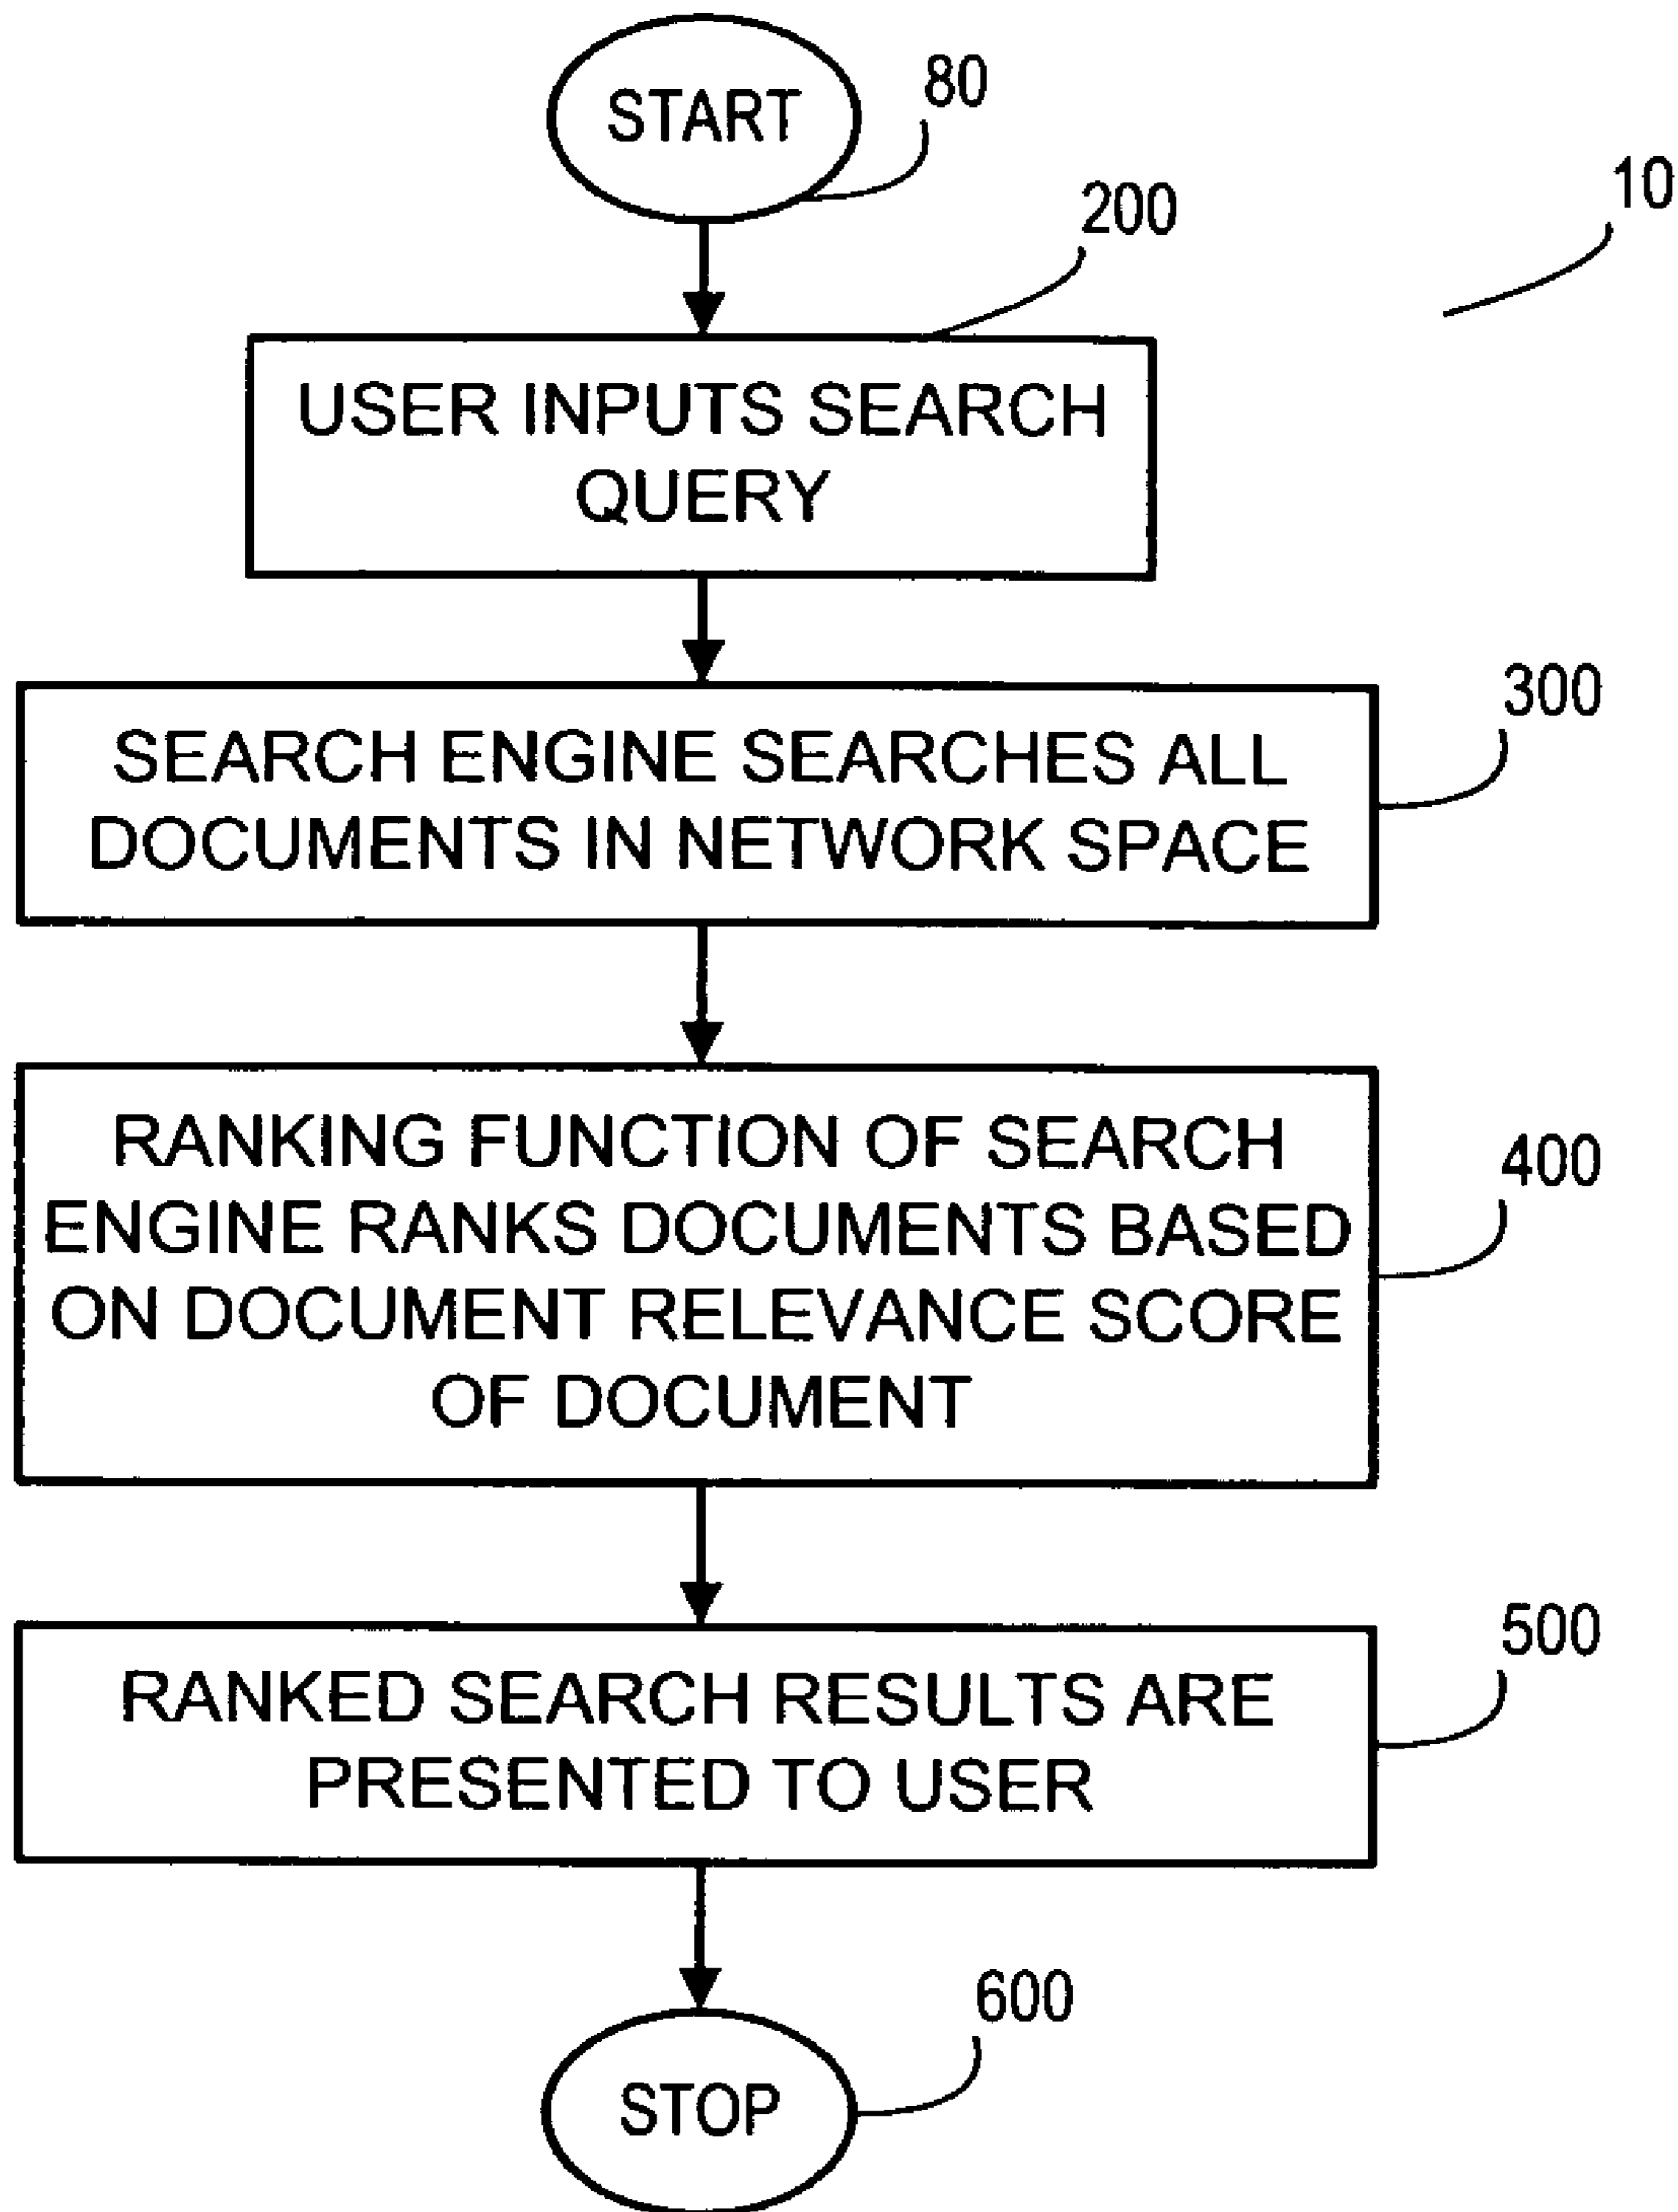 START
80
10
200
USER INPUTS SEARCH
QUERY
300
SEARCH ENGINE SEARCHES ALL
DOCUMENTS IN NETWORK SPACE
RANKING FUNCTION OF SEARCH
ENGINE RANKS DOCUMENTS BASED
ON DOCUMENT RELEVANCE SCORE
OF DOCUMENT
400
500
RANKED SEARCH RESULTS ARE
PRESENTED TO USER
600
STOP